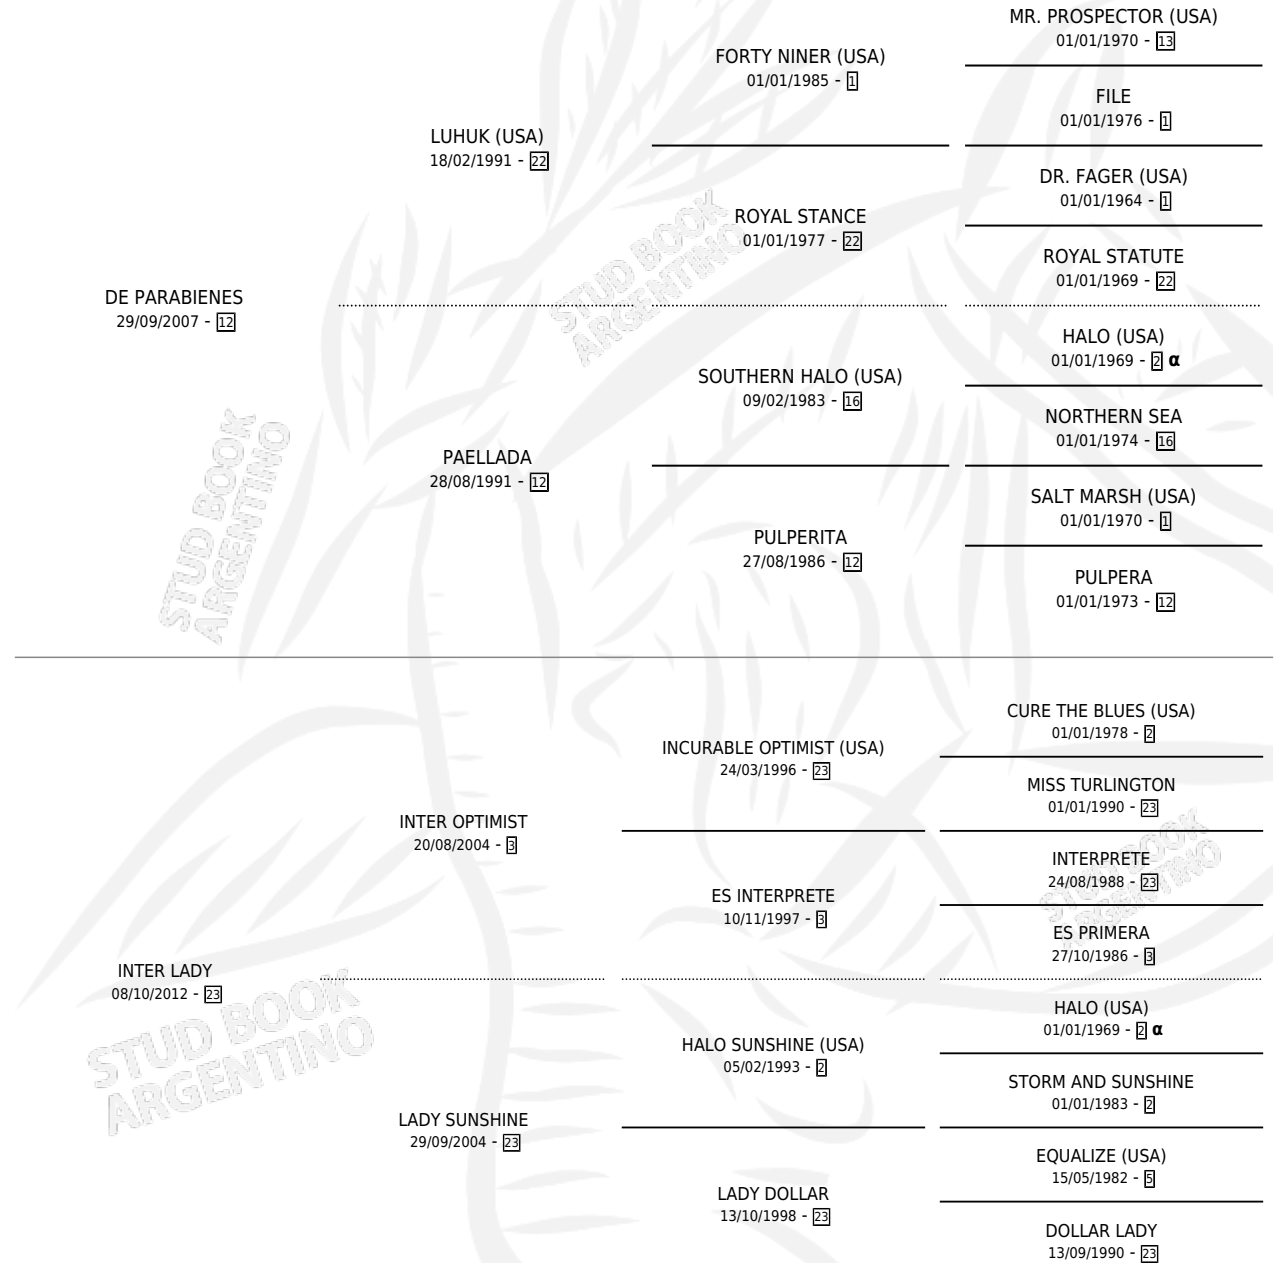 MR. PROSPECTOR (USA)
01/01/1970 - 13
FORTY NINER (USA)
01/01/1985 - 1
FILE
01/01/1976 - 1
LUHUK (USA)
18/02/1991 - 22
DR. FAGER (USA)
01/01/1964 - 1
ROYAL STANCE
01/01/1977 - 22
ROYAL STATUTE
01/01/1969 - 22
DE PARABIENES
29/09/2007 - 12
HALO (USA)
01/01/1969 - 2 α
SOUTHERN HALO (USA)
09/02/1983 - 16
NORTHERN SEA
01/01/1974 - 16
PAELLADA
28/08/1991 - 12
SALT MARSH (USA)
01/01/1970 - 1
PULPERITA
27/08/1986 - 12
PULPERA
01/01/1973 - 12
CURE THE BLUES (USA)
01/01/1978 - 2
INCURABLE OPTIMIST (USA)
24/03/1996 - 23
MISS TURLINGTON
01/01/1990 - 23
INTER OPTIMIST
20/08/2004 - 3
INTERPRETE
24/08/1988 - 23
ES INTERPRETE
10/11/1997 - 3
ES PRIMERA
27/10/1986 - 3
INTER LADY
08/10/2012 - 23
HALO (USA)
01/01/1969 - 2 α
HALO SUNSHINE (USA)
05/02/1993 - 2
STORM AND SUNSHINE
01/01/1983 - 2
LADY SUNSHINE
29/09/2004 - 23
EQUALIZE (USA)
15/05/1982 - 5
LADY DOLLAR
13/10/1998 - 23
DOLLAR LADY
13/09/1990 - 23
STUD BOOK
ARGENTINO
STUD BOOK
ARGENTINO
STUD BOOK
ARGENTINO
STUD BOOK
ARGENTINO